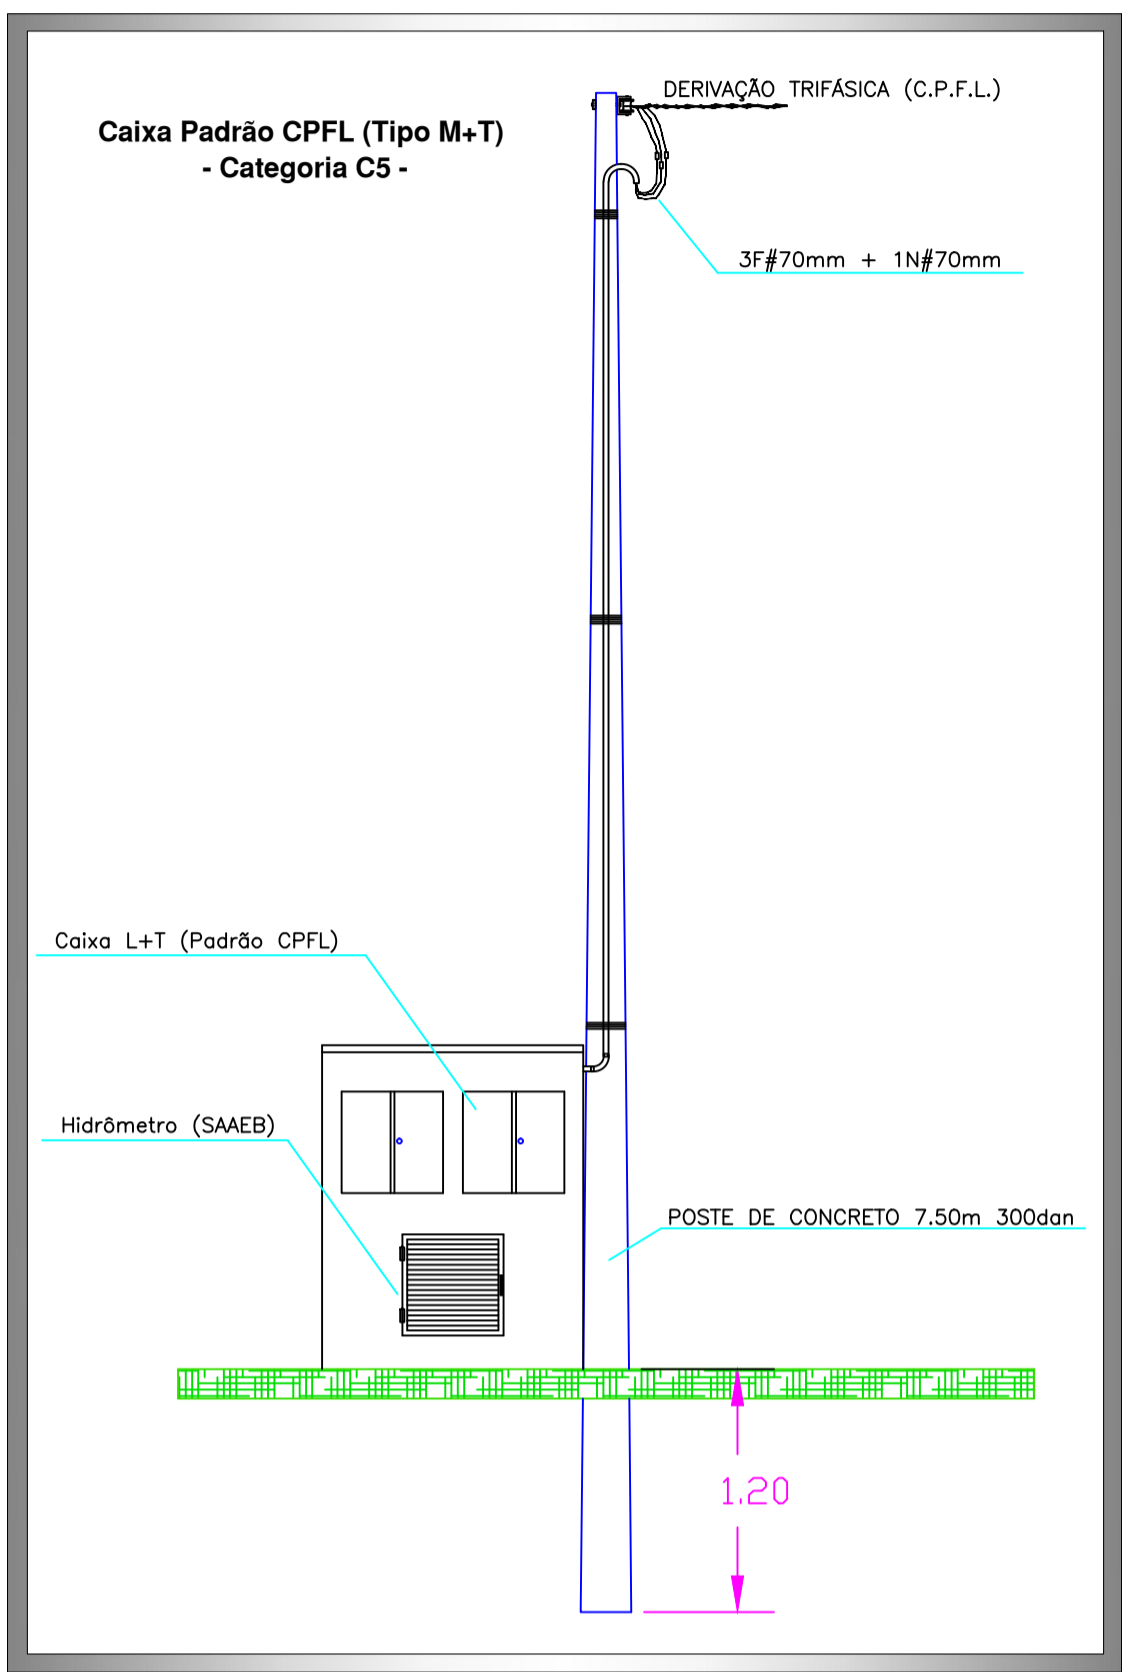 DERIVAÇÃO TRIFÁSICA (C.P.F.L.)
Caixa Padrão CPFL (Tipo M+T)
- Categoria C5 -
3F#70mm + 1N#70mm
Caixa L+T (Padrão CPFL)
Hidrômetro (SAAEB)
POSTE DE CONCRETO 7.50m 300dan
1.20